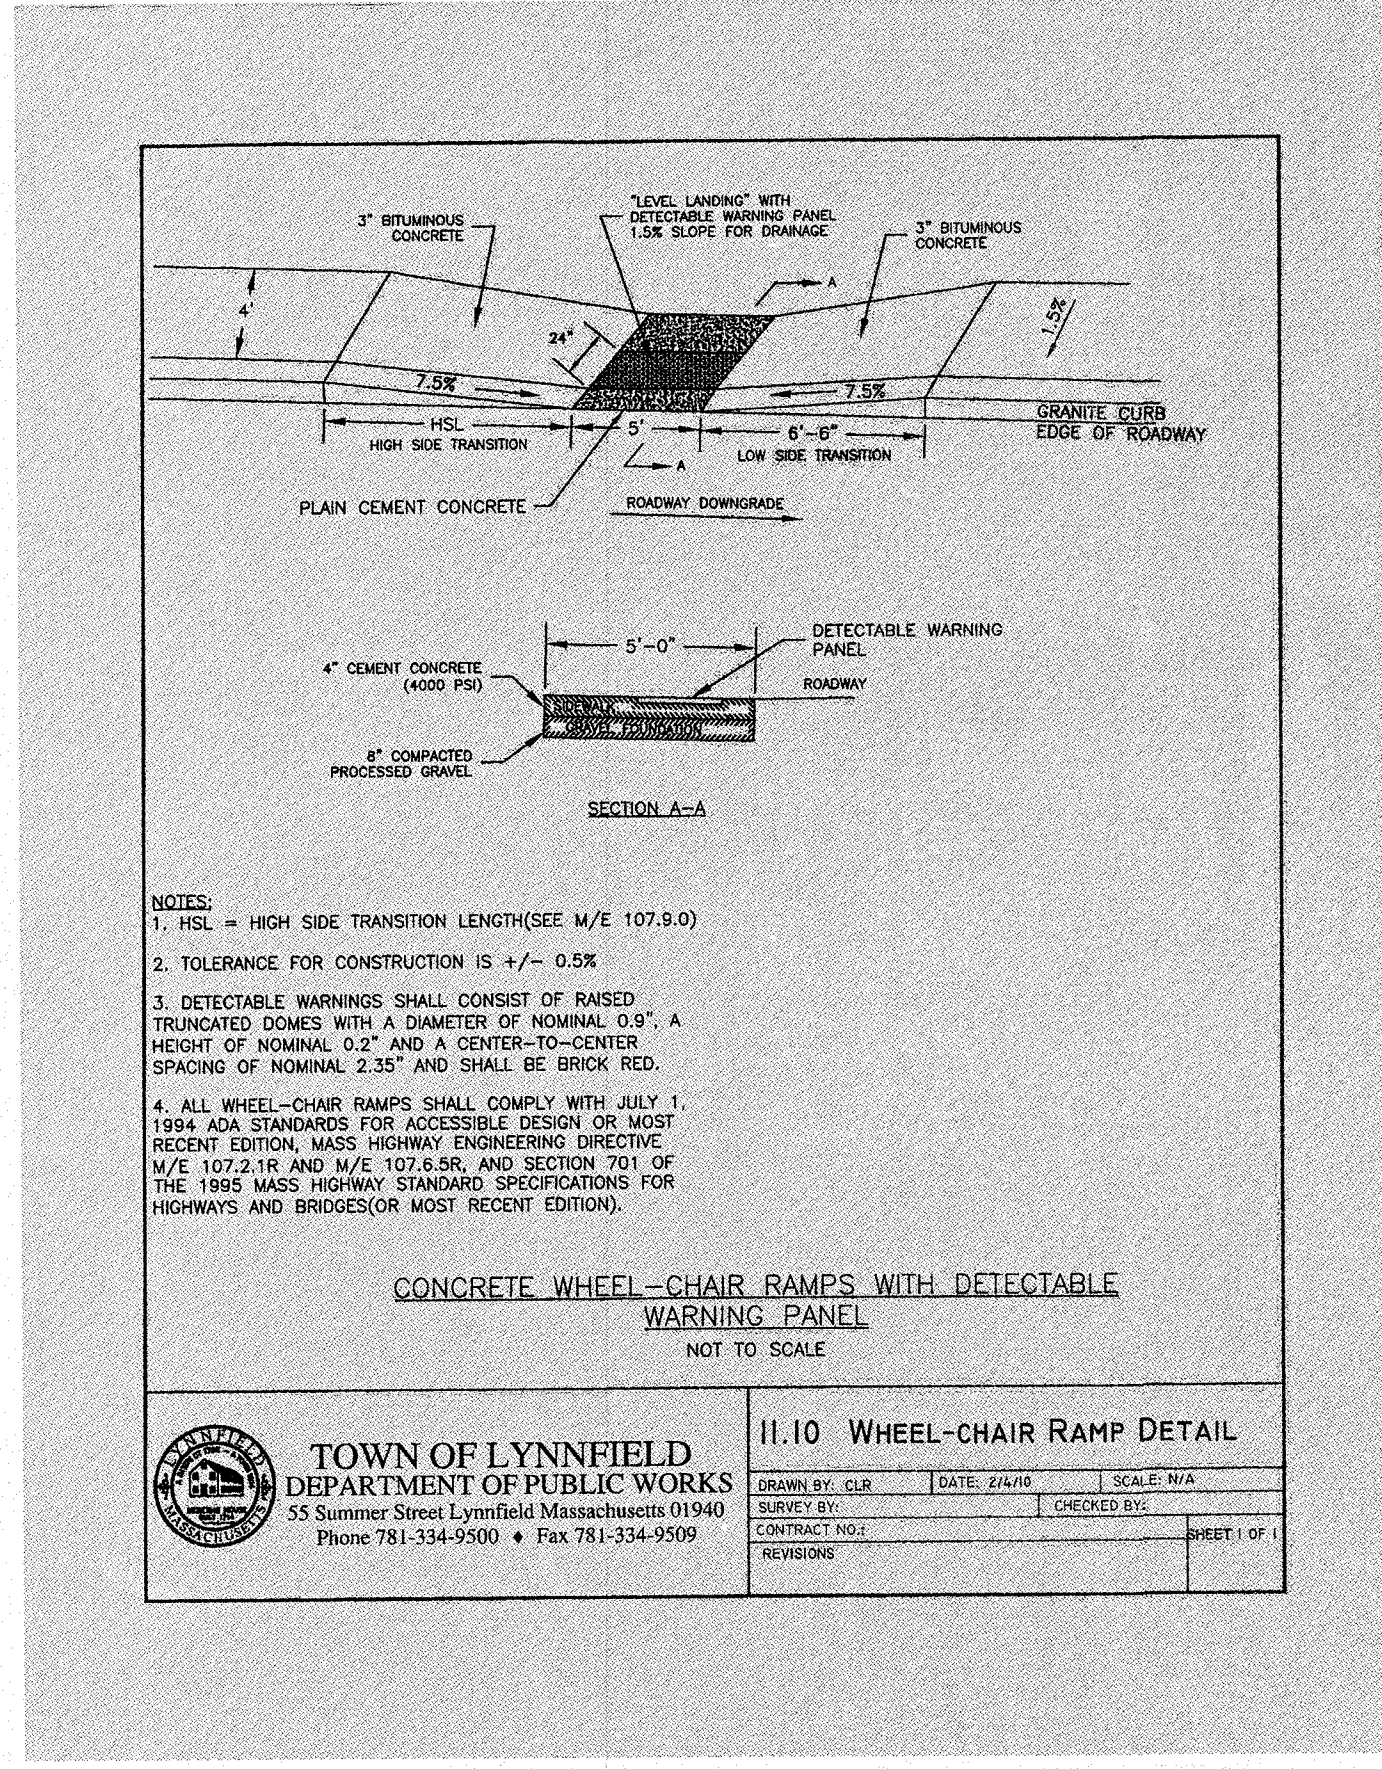 "LEVEL LANDING" WITH
DETECTABLE WARNING PANEL
1.5% SLOPE FOR DRAINAGE
3" BITUMINOUS
CONCRETE
3" BITUMINOUS
CONCRETE
A
4'
24"
1.5%
7.5%
7.5%
HSL
HIGH SIDE TRANSITION
5'
6'-6"
LOW SIDE TRANSITION
GRANITE CURB
EDGE OF ROADWAY
A
PLAIN CEMENT CONCRETE
ROADWAY DOWNGRADE
5'-0"
DETECTABLE WARNING
PANEL
4" CEMENT CONCRETE
(4000 PSI)
ROADWAY
SIDEWALK
GRAVEL FOUNDATION
8" COMPACTED
PROCESSED GRAVEL
SECTION A-A
NOTES:
1. HSL = HIGH SIDE TRANSITION LENGTH(SEE M/E 107.9.0)
2. TOLERANCE FOR CONSTRUCTION IS +/- 0.5%
3. DETECTABLE WARNINGS SHALL CONSIST OF RAISED
TRUNCATED DOMES WITH A DIAMETER OF NOMINAL 0.9", A
HEIGHT OF NOMINAL 0.2" AND A CENTER-TO-CENTER
SPACING OF NOMINAL 2.35" AND SHALL BE BRICK RED.
4. ALL WHEEL-CHAIR RAMPS SHALL COMPLY WITH JULY 1,
1994 ADA STANDARDS FOR ACCESSIBLE DESIGN OR MOST
RECENT EDITION, MASS HIGHWAY ENGINEERING DIRECTIVE
M/E 107.2.1R AND M/E 107.6.5R, AND SECTION 701 OF
THE 1995 MASS HIGHWAY STANDARD SPECIFICATIONS FOR
HIGHWAYS AND BRIDGES(OR MOST RECENT EDITION).
CONCRETE WHEEL-CHAIR RAMPS WITH DETECTABLE
WARNING PANEL
NOT TO SCALE
LYNNFIELD
MASSACHUSETTS
TOWN OF LYNNFIELD
DEPARTMENT OF PUBLIC WORKS
55 Summer Street Lynnfield Massachusetts 01940
Phone 781-334-9500 ♦ Fax 781-334-9509
11.10 WHEEL-CHAIR RAMP DETAIL
DRAWN BY: CLR
DATE: 2/4/10
SCALE: N/A
SURVEY BY:
CHECKED BY:
CONTRACT NO.:
SHEET 1 OF 1
REVISIONS